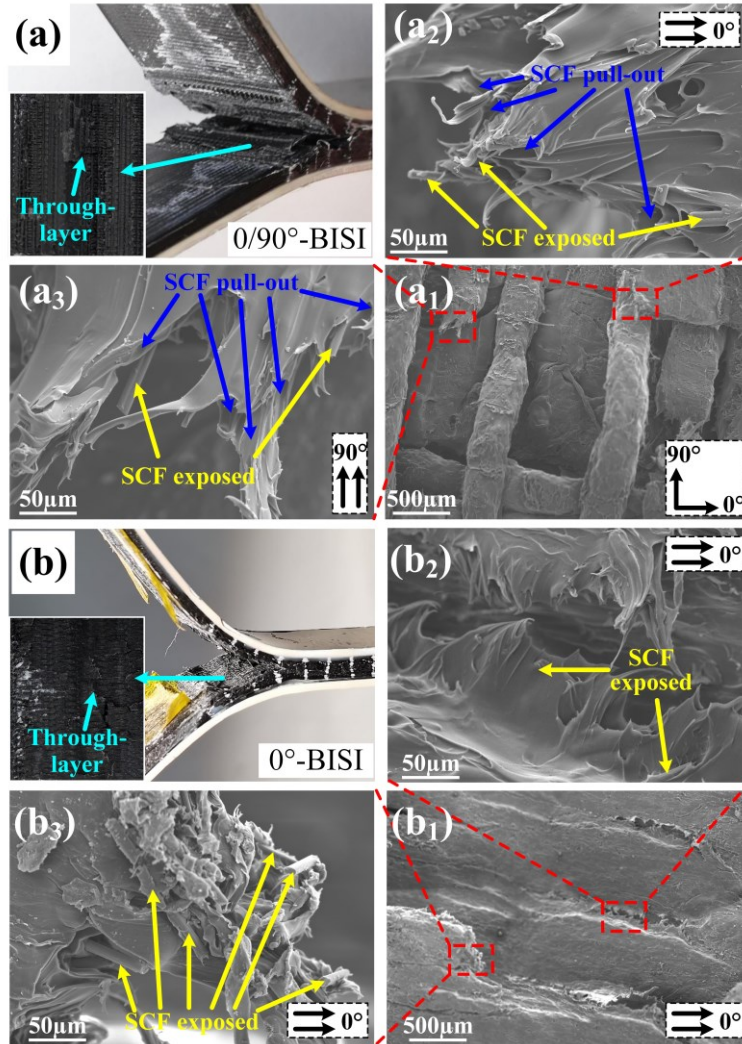 (a)
Through-
layer
0/90°-BISI
(a2)
0°
SCF pull-out
SCF exposed
50μm
(a3)
SCF pull-out
SCF exposed
90°
50μm
(a1)
90°
0°
500μm
(b)
Through-
layer
0°-BISI
(b2)
0°
SCF
exposed
50μm
(b3)
SCF exposed
50μm
0°
(b1)
500μm
0°